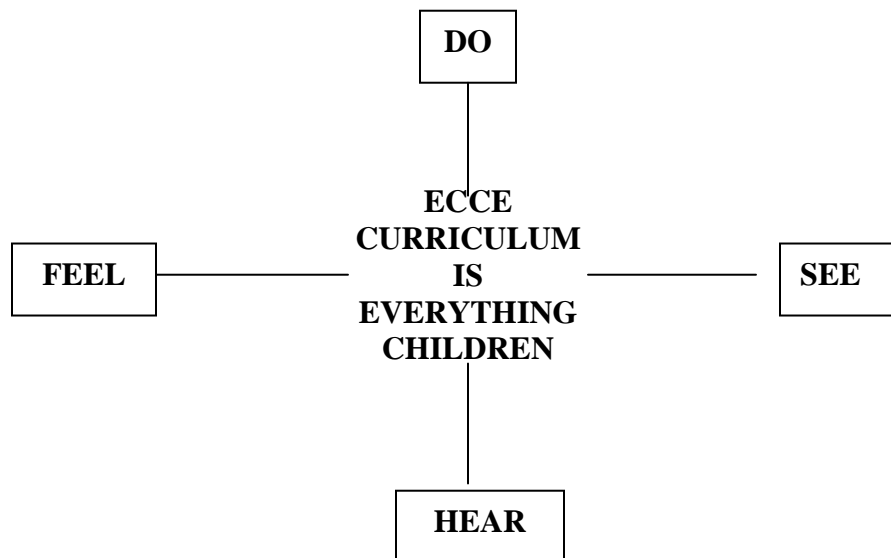 DO
ECCE
CURRICULUM
IS
EVERYTHING
CHILDREN
FEEL
SEE
HEAR